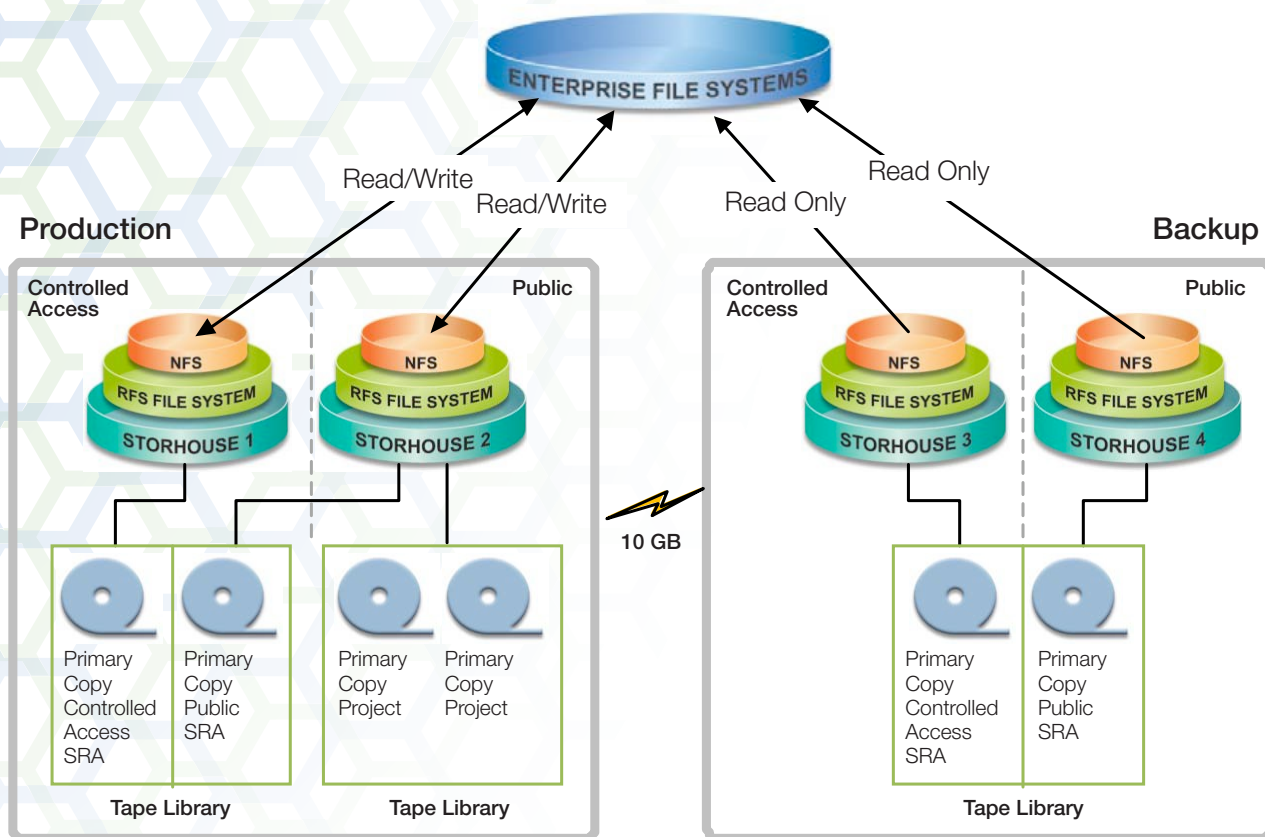 ENTERPRISE FILE SYSTEMS
Read/Write
Read/Write
Read Only
Read Only
Production
Controlled
Access
Public
NFS
RFS FILE SYSTEM
STORHOUSE 1
NFS
RFS FILE SYSTEM
STORHOUSE 2
Primary
Copy
Controlled
Access
SRA
Primary
Copy
Public
SRA
Tape Library
Primary
Copy
Project
Primary
Copy
Project
Tape Library
10 GB
Backup
Controlled
Access
Public
NFS
RFS FILE SYSTEM
STORHOUSE 3
NFS
RFS FILE SYSTEM
STORHOUSE 4
Primary
Copy
Controlled
Access
SRA
Primary
Copy
Public
SRA
Tape Library